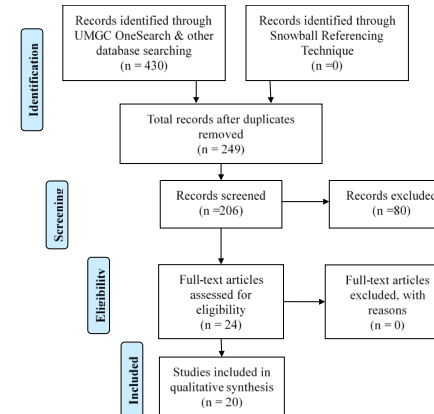 Identification
Records identified through
UMGC OneSearch & other
database searching
(n = 430)
Records identified through
Snowball Referencing
Technique
(n =0)
Total records after duplicates
removed
(n = 249)
Screening
Records screened
(n =206)
Records excluded
(n =80)
Eligibility
Full-text articles
assessed for
eligibility
(n = 24)
Full-text articles
excluded, with
reasons
(n = 0)
Included
Studies included in
qualitative synthesis
(n = 20)